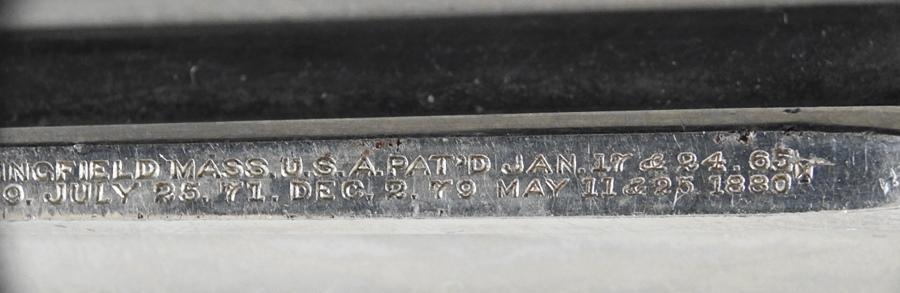 INGFIELD MASS. U.S.A. PAT'D JAN. 17 & 24. 65
9. JULY 25. 71. DEC. 2. 79 MAY 11 & 25 1880